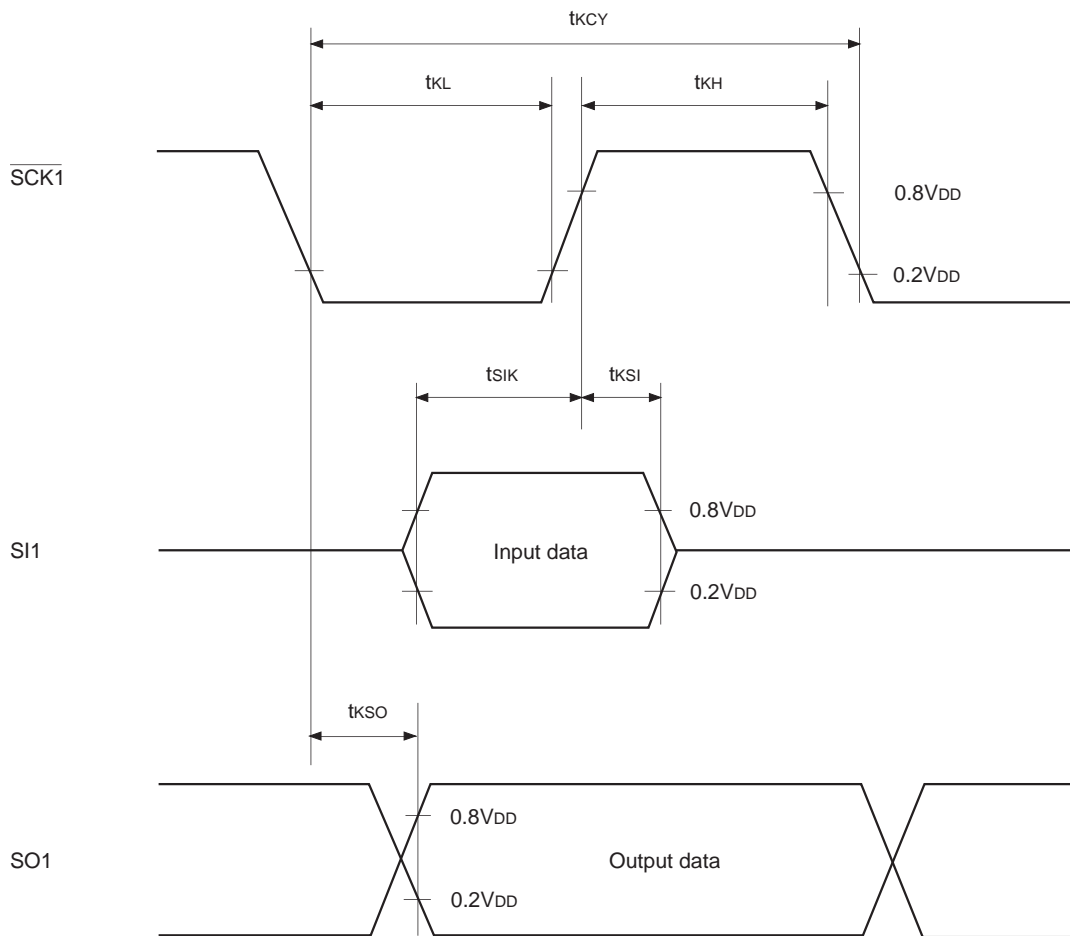 tKCY
tKL
tKH
SCK1
0.8VDD
0.2VDD
tSIK
tKSI
SI1
Input data
0.8VDD
0.2VDD
tKSO
SO1
0.8VDD
Output data
0.2VDD